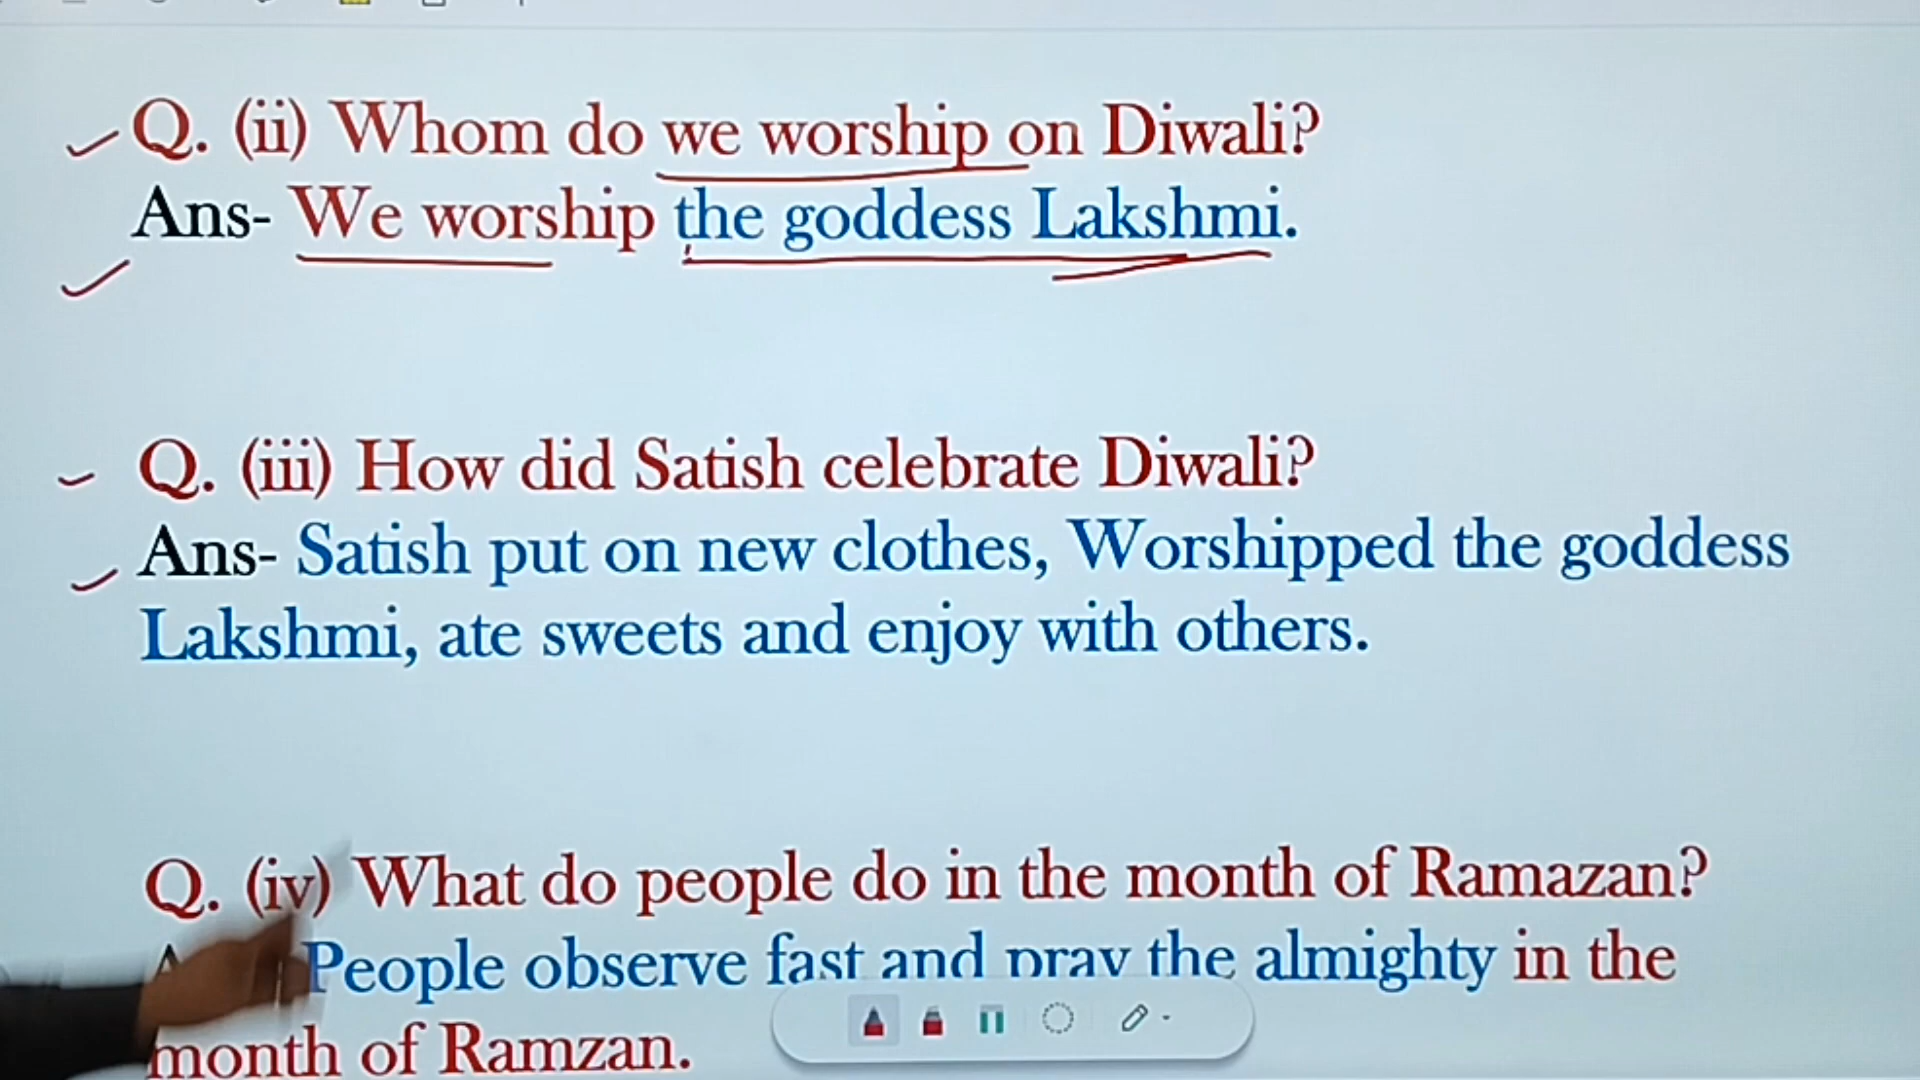 Q. (ii) Whom do we worship on Diwali?
Ans- We worship the goddess Lakshmi.
Q. (iii) How did Satish celebrate Diwali?
Ans- Satish put on new clothes, Worshipped the goddess
Lakshmi, ate sweets and enjoy with others.
Q. (iv) What do people do in the month of Ramazan?
People observe fast and pray the almighty in the
month of Ramzan.